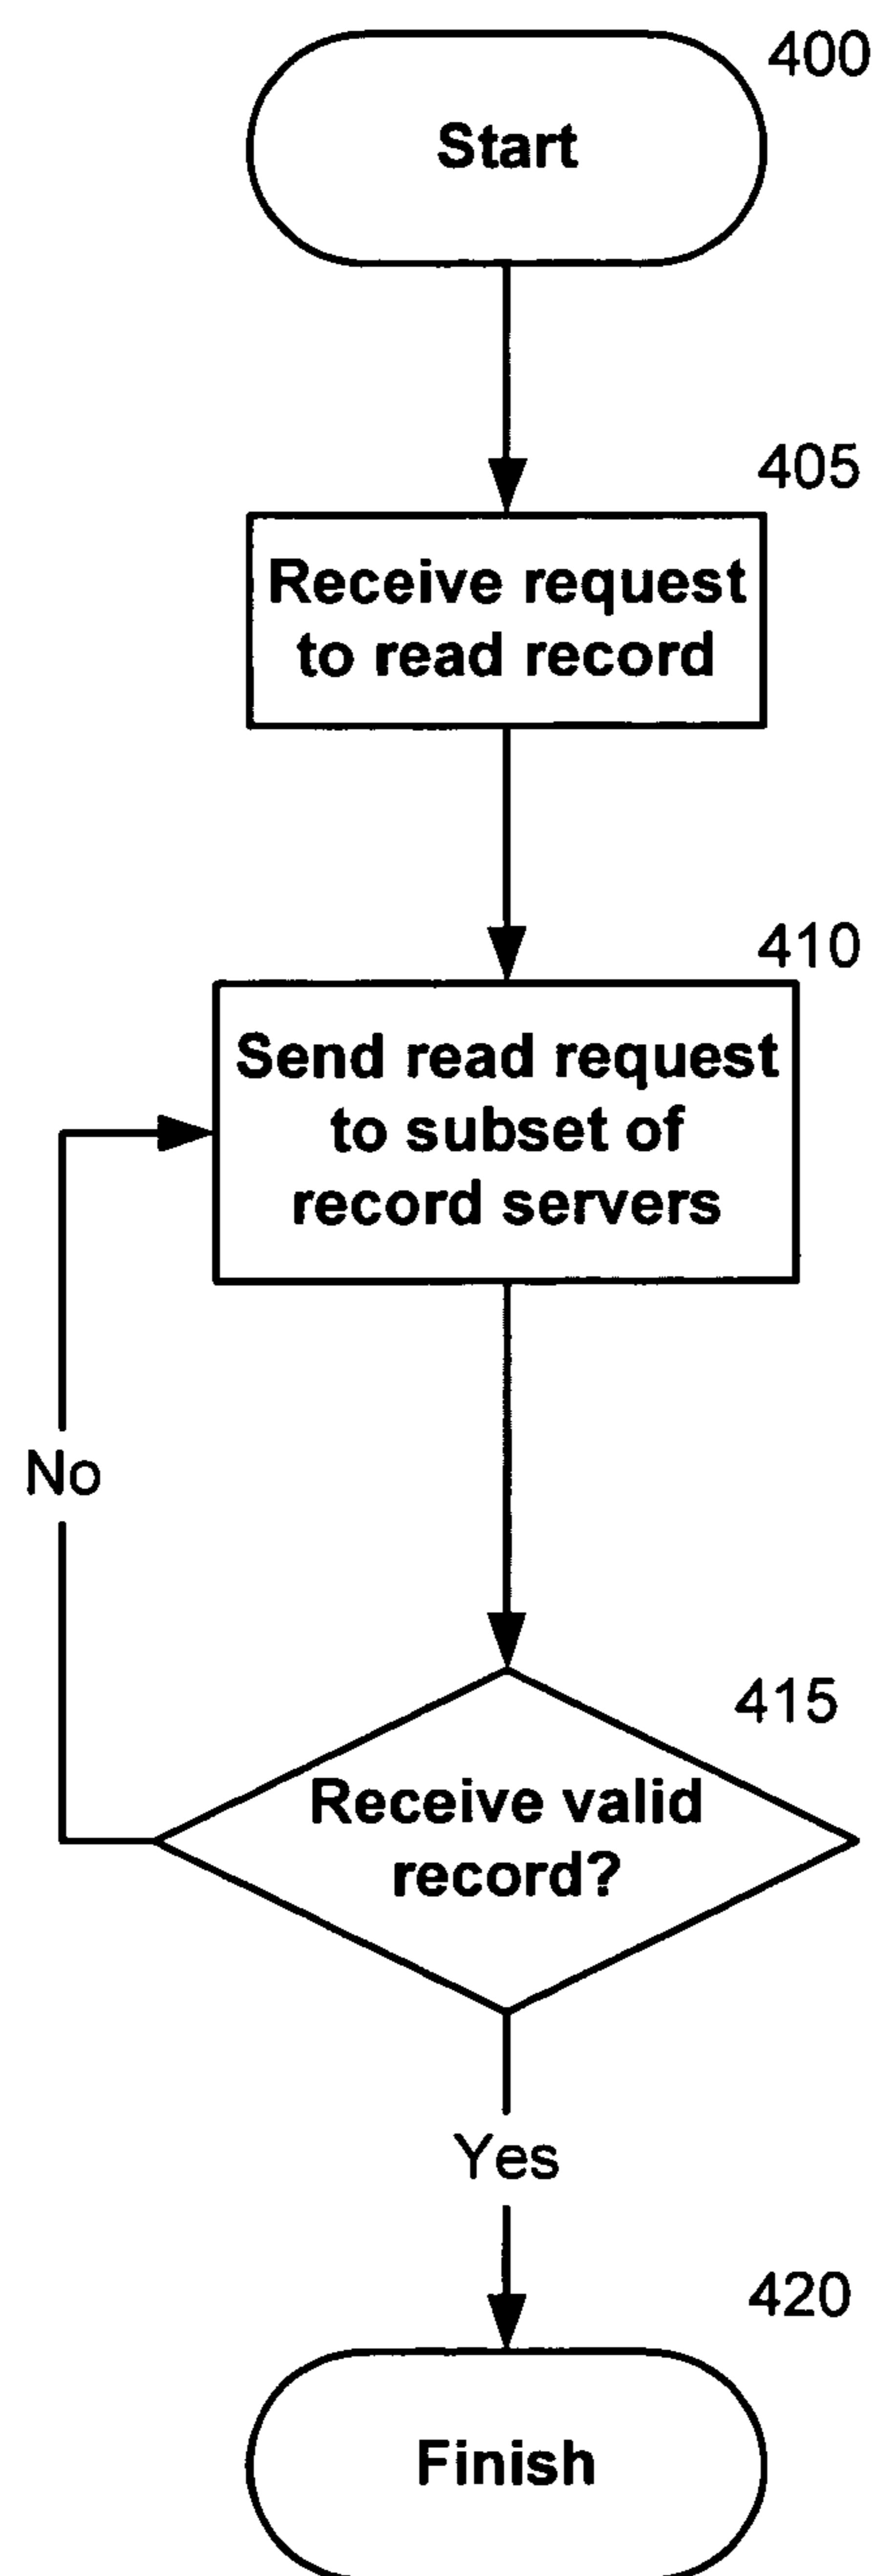 400
Start
405
Receive request
to read record
410
Send read request
to subset of
record servers
No
415
Receive valid
record?
Yes
420
Finish